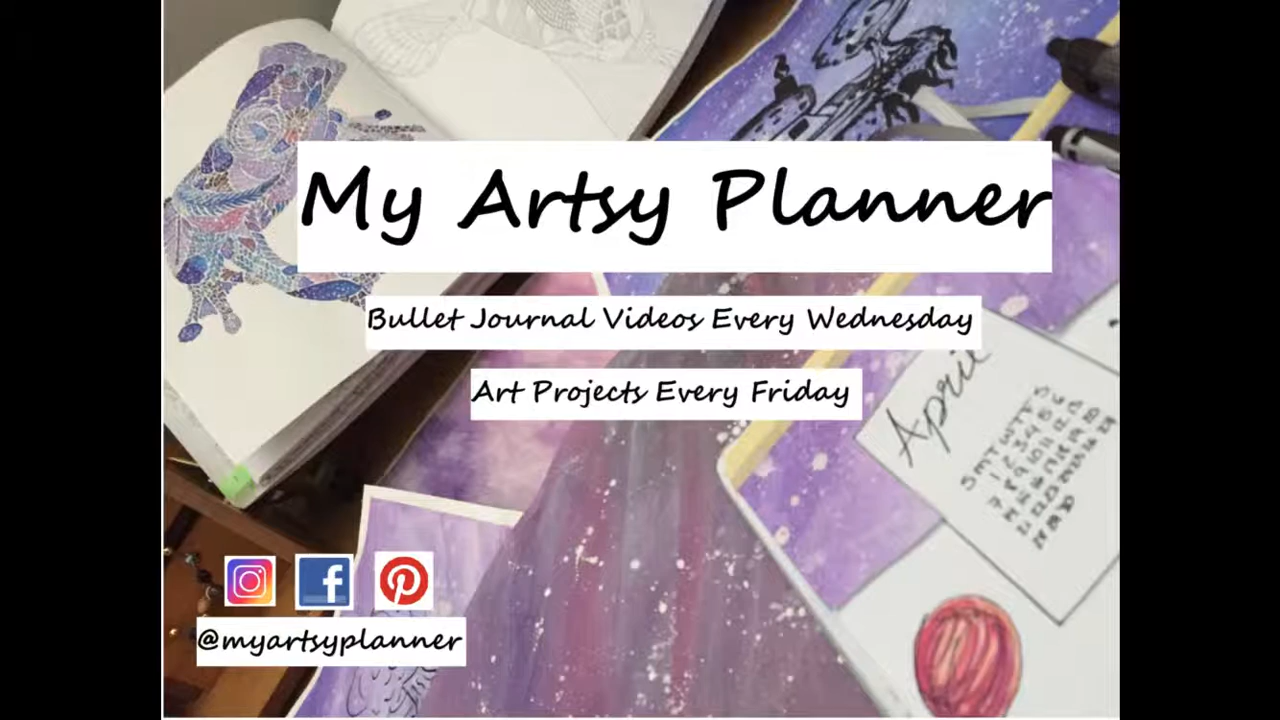 My Artsy Planner
Bullet Journal Videos Every Wednesday
Art Projects Every Friday
April
S M T W T F S
@myartsyplanner